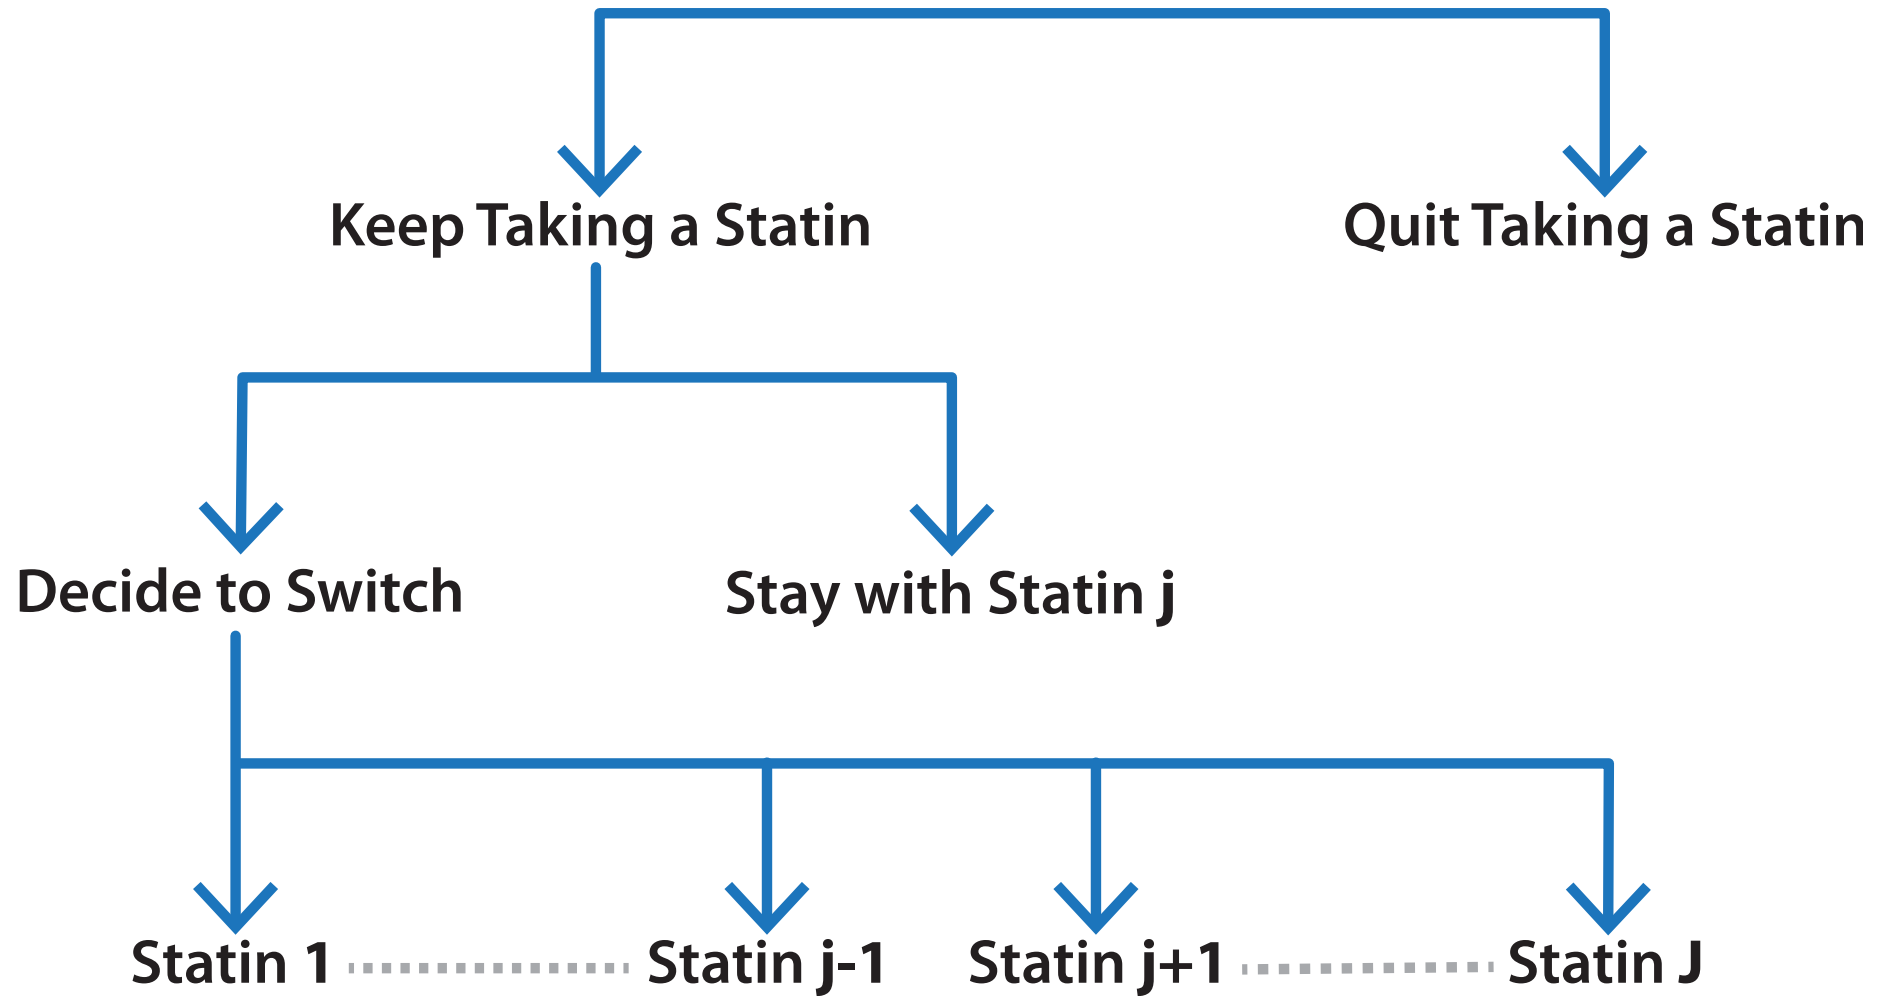 Keep Taking a Statin
Quit Taking a Statin
Decide to Switch
Stay with Statin j
Statin 1
Statin j-1
Statin j+1
Statin J